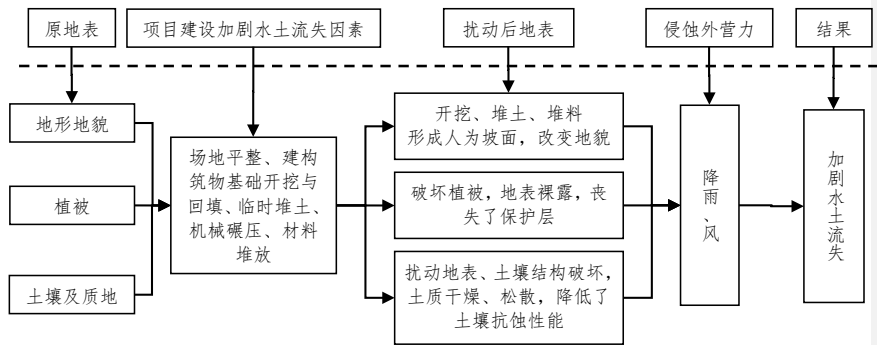 原地表
项目建设加剧水土流失因素
扰动后地表
侵蚀外营力
结果
地形地貌
植被
土壤及质地
场地平整、建构
筑物基础开挖与
回填、临时堆土、
机械碾压、材料
堆放
开挖、堆土、堆料
形成人为坡面，改变地貌
破坏植被，地表裸露，丧
失了保护层
扰动地表、土壤结构破坏，
土质干燥、松散，降低了
土壤抗蚀性能
降雨、风
加剧水土流失